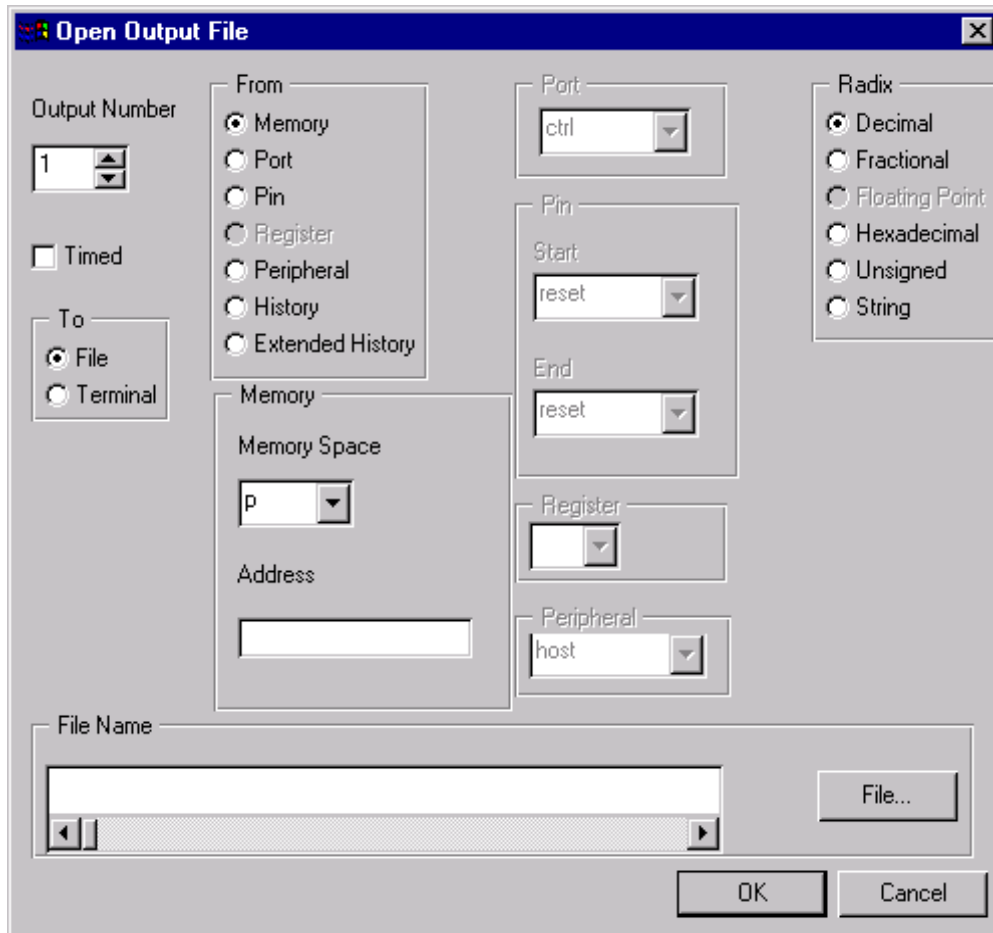 Open Output File
Output Number
1
Timed
To
File
Terminal
From
Memory
Port
Pin
Register
Peripheral
History
Extended History
Memory
Memory Space
p
Address
Port
ctrl
Pin
Start
reset
End
reset
Register
Peripheral
host
Radix
Decimal
Fractional
Floating Point
Hexadecimal
Unsigned
String
File Name
File...
OK
Cancel